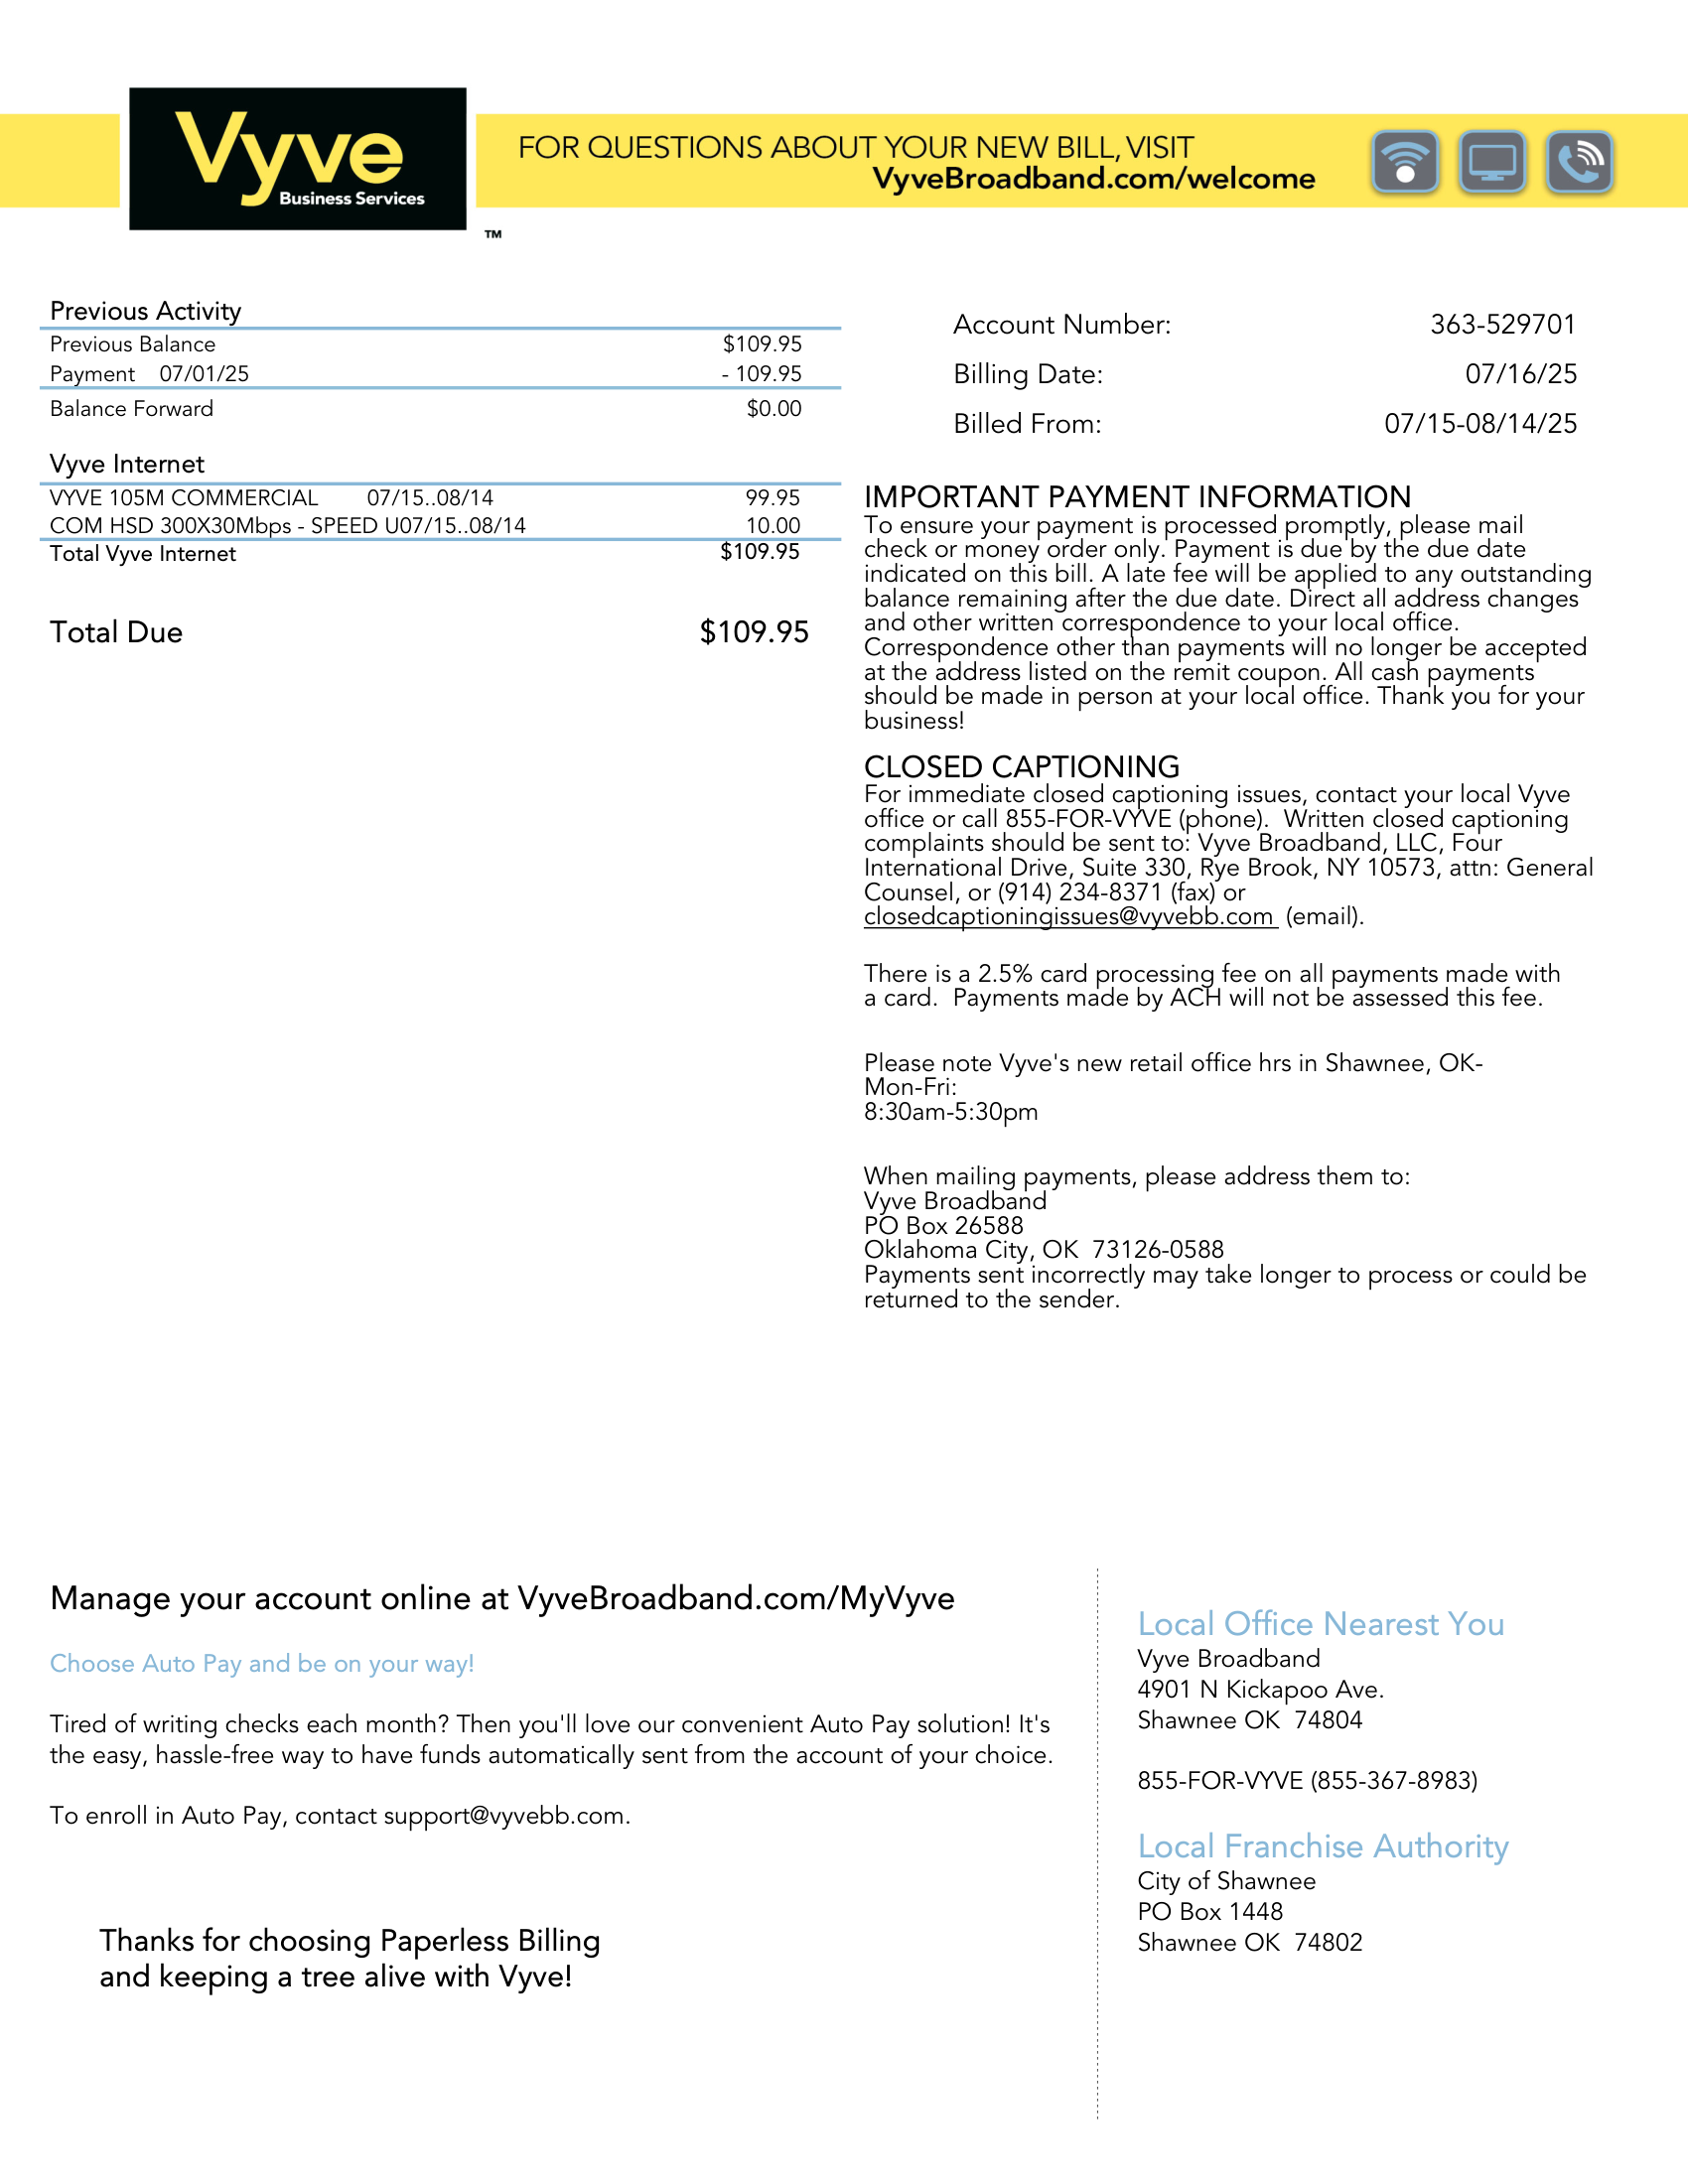 Vyve
Business Services
™
FOR QUESTIONS ABOUT YOUR NEW BILL, VISIT
VyveBroadband.com/welcome
Previous Activity
Previous Balance $109.95
Payment 07/01/25 - 109.95
Balance Forward $0.00
Vyve Internet
VYVE 105M COMMERCIAL 07/15..08/14 99.95
COM HSD 300X30Mbps - SPEED U07/15..08/14 10.00
Total Vyve Internet $109.95
Total Due $109.95
Account Number: 363-529701
Billing Date: 07/16/25
Billed From: 07/15-08/14/25
IMPORTANT PAYMENT INFORMATION
To ensure your payment is processed promptly, please mail
check or money order only. Payment is due by the due date
indicated on this bill. A late fee will be applied to any outstanding
balance remaining after the due date. Direct all address changes
and other written correspondence to your local office.
Correspondence other than payments will no longer be accepted
at the address listed on the remit coupon. All cash payments
should be made in person at your local office. Thank you for your
business!
CLOSED CAPTIONING
For immediate closed captioning issues, contact your local Vyve
office or call 855-FOR-VYVE (phone). Written closed captioning
complaints should be sent to: Vyve Broadband, LLC, Four
International Drive, Suite 330, Rye Brook, NY 10573, attn: General
Counsel, or (914) 234-8371 (fax) or
closedcaptioningissues@vyvebb.com (email).
There is a 2.5% card processing fee on all payments made with
a card. Payments made by ACH will not be assessed this fee.
Please note Vyve's new retail office hrs in Shawnee, OK-
Mon-Fri:
8:30am-5:30pm
When mailing payments, please address them to:
Vyve Broadband
PO Box 26588
Oklahoma City, OK 73126-0588
Payments sent incorrectly may take longer to process or could be
returned to the sender.
Manage your account online at VyveBroadband.com/MyVyve
Choose Auto Pay and be on your way!
Tired of writing checks each month? Then you'll love our convenient Auto Pay solution! It's
the easy, hassle-free way to have funds automatically sent from the account of your choice.
To enroll in Auto Pay, contact support@vyvebb.com.
Thanks for choosing Paperless Billing
and keeping a tree alive with Vyve!
Local Office Nearest You
Vyve Broadband
4901 N Kickapoo Ave.
Shawnee OK 74804
855-FOR-VYVE (855-367-8983)
Local Franchise Authority
City of Shawnee
PO Box 1448
Shawnee OK 74802